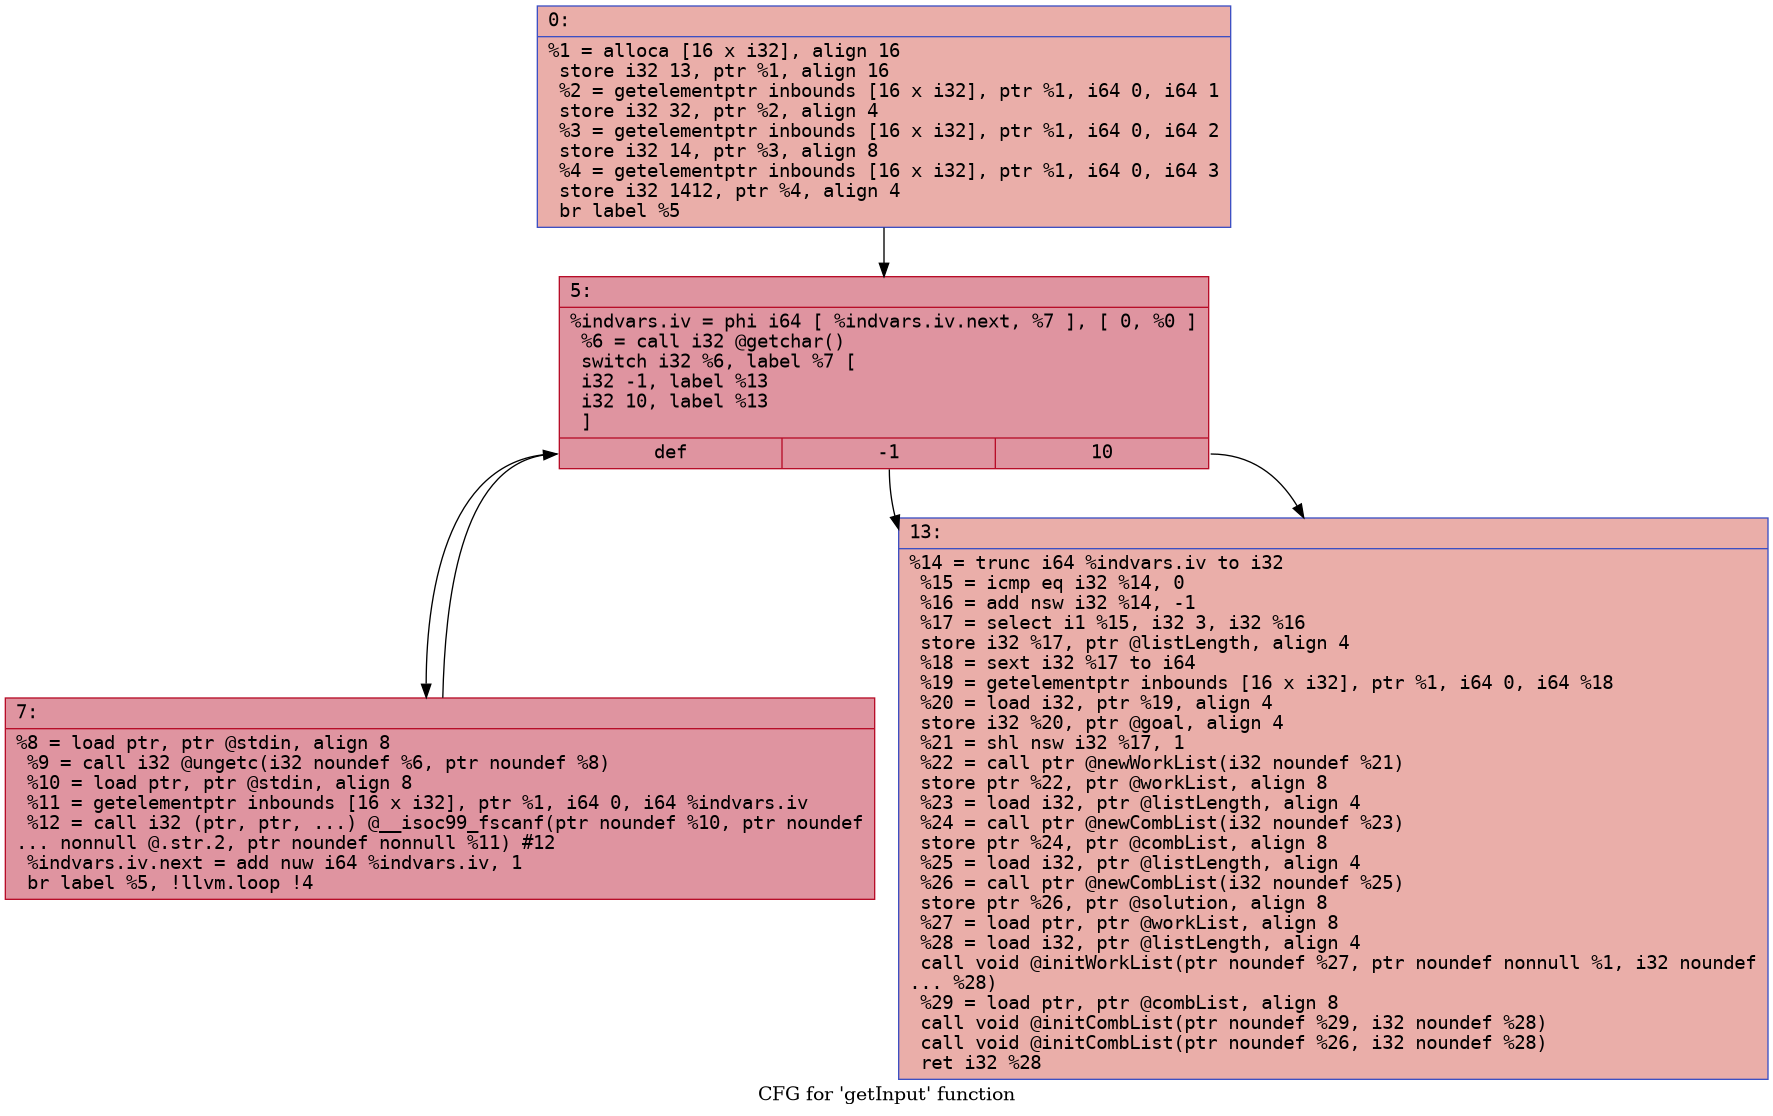 0:
%1 = alloca [16 x i32], align 16
store i32 13, ptr %1, align 16
%2 = getelementptr inbounds [16 x i32], ptr %1, i64 0, i64 1
store i32 32, ptr %2, align 4
%3 = getelementptr inbounds [16 x i32], ptr %1, i64 0, i64 2
store i32 14, ptr %3, align 8
%4 = getelementptr inbounds [16 x i32], ptr %1, i64 0, i64 3
store i32 1412, ptr %4, align 4
br label %5
5:
%indvars.iv = phi i64 [ %indvars.iv.next, %7 ], [ 0, %0 ]
%6 = call i32 @getchar()
switch i32 %6, label %7 [
i32 -1, label %13
i32 10, label %13
]
def -1 10
7:
%8 = load ptr, ptr @stdin, align 8
%9 = call i32 @ungetc(i32 noundef %6, ptr noundef %8)
%10 = load ptr, ptr @stdin, align 8
%11 = getelementptr inbounds [16 x i32], ptr %1, i64 0, i64 %indvars.iv
%12 = call i32 (ptr, ptr, ...) @__isoc99_fscanf(ptr noundef %10, ptr noundef
... nonnull @.str.2, ptr noundef nonnull %11) #12
%indvars.iv.next = add nuw i64 %indvars.iv, 1
br label %5, !llvm.loop !4
13:
%14 = trunc i64 %indvars.iv to i32
%15 = icmp eq i32 %14, 0
%16 = add nsw i32 %14, -1
%17 = select i1 %15, i32 3, i32 %16
store i32 %17, ptr @listLength, align 4
%18 = sext i32 %17 to i64
%19 = getelementptr inbounds [16 x i32], ptr %1, i64 0, i64 %18
%20 = load i32, ptr %19, align 4
store i32 %20, ptr @goal, align 4
%21 = shl nsw i32 %17, 1
%22 = call ptr @newWorkList(i32 noundef %21)
store ptr %22, ptr @workList, align 8
%23 = load i32, ptr @listLength, align 4
%24 = call ptr @newCombList(i32 noundef %23)
store ptr %24, ptr @combList, align 8
%25 = load i32, ptr @listLength, align 4
%26 = call ptr @newCombList(i32 noundef %25)
store ptr %26, ptr @solution, align 8
%27 = load ptr, ptr @workList, align 8
%28 = load i32, ptr @listLength, align 4
call void @initWorkList(ptr noundef %27, ptr noundef nonnull %1, i32 noundef
... %28)
%29 = load ptr, ptr @combList, align 8
call void @initCombList(ptr noundef %29, i32 noundef %28)
call void @initCombList(ptr noundef %26, i32 noundef %28)
ret i32 %28
CFG for 'getInput' function